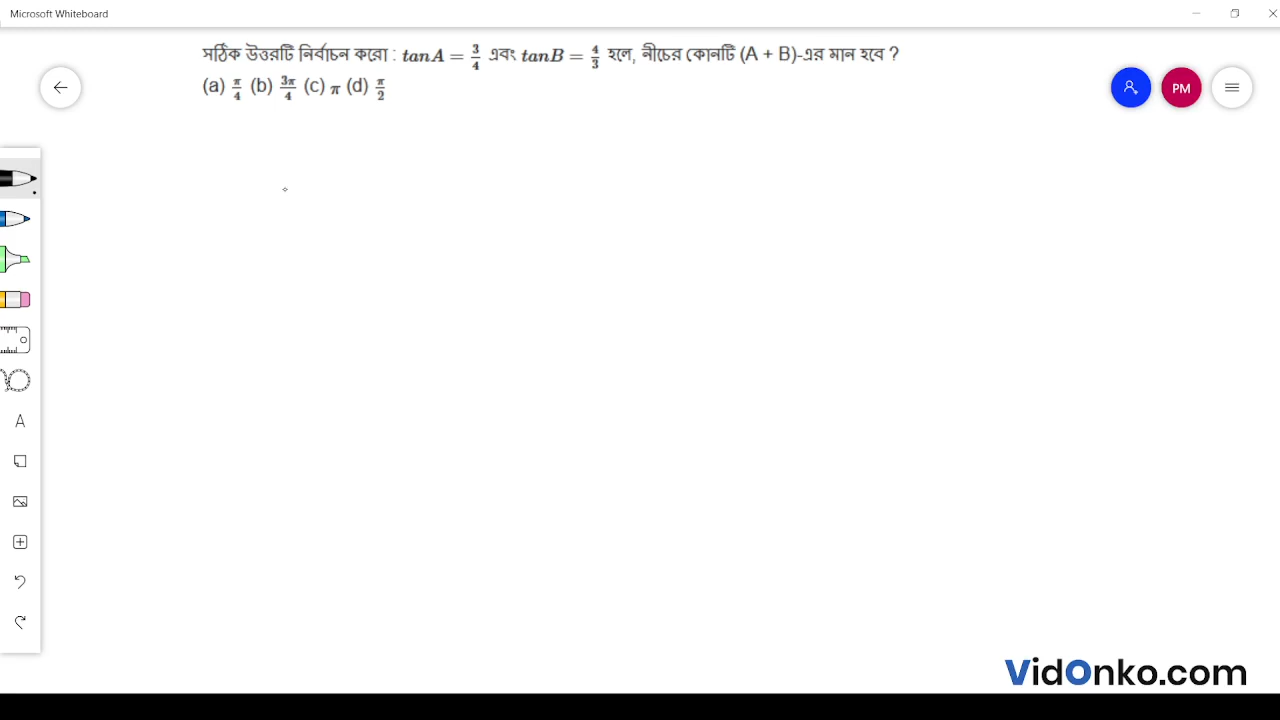 Microsoft Whiteboard
সঠিক উত্তরটি নির্বাচন করো : tanA = 3/4 এবং tanB = 4/3 হলে, নীচের কোনটি (A + B)-এর মান হবে ?
(a) π/4 (b) 3π/4 (c) π (d) π/2
PM
A
VidOnko.com